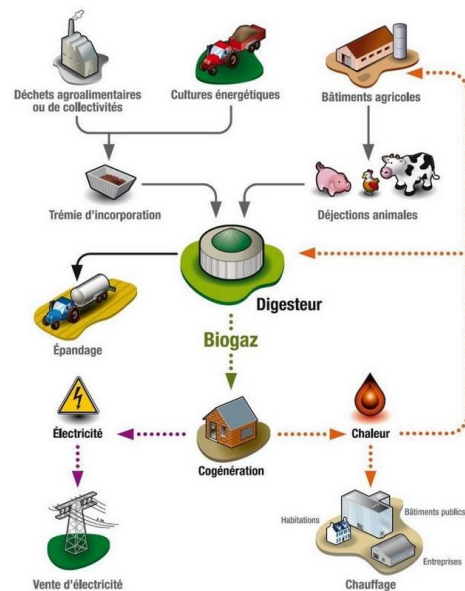 Déchets agroalimentaires
ou de collectivités
Cultures énergétiques
Bâtiments agricoles
Trémie d'incorporation
Déjections animales
Digesteur
Épandage
Biogaz
Électricité
Cogénération
Chaleur
Bâtiments publics
Habitations
Entreprises
Vente d'électricité
Chauffage